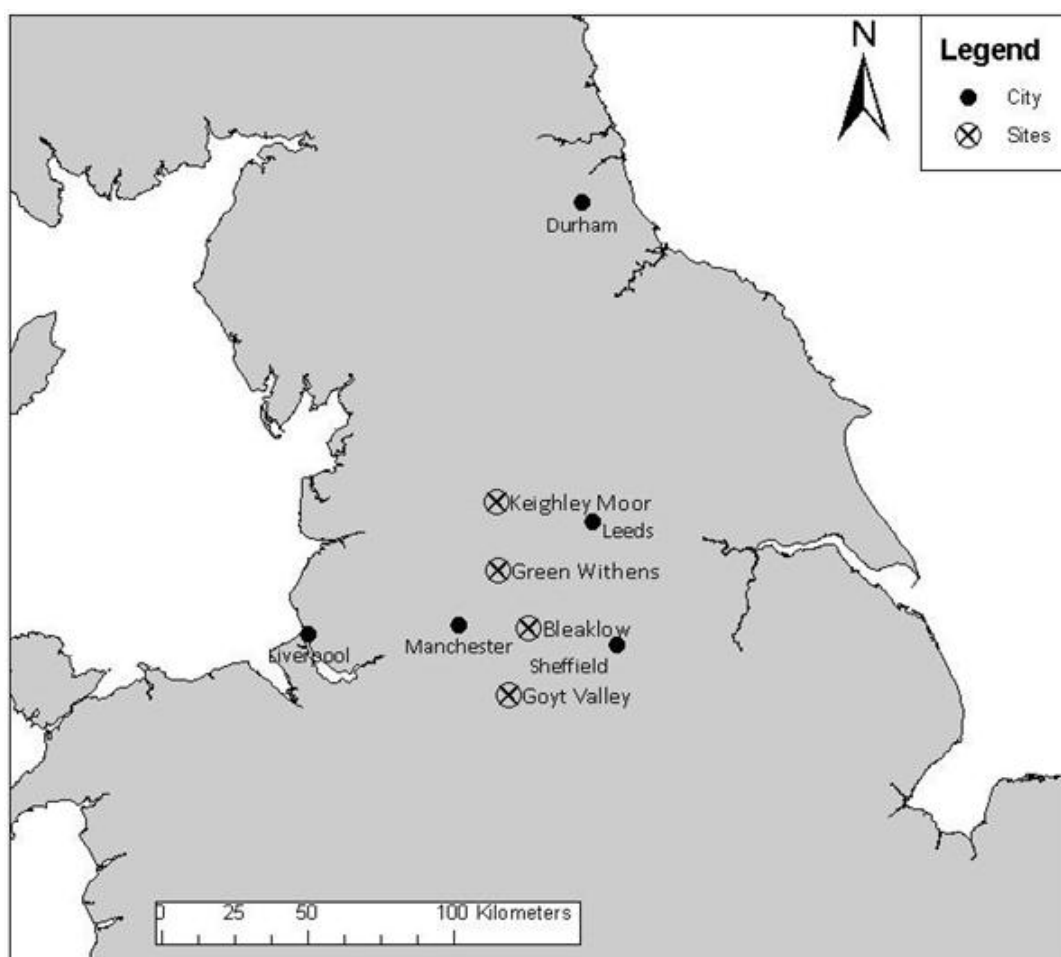 N
Legend
City
Sites
Durham
Keighley Moor
Leeds
Green Withens
Bleaklow
Manchester
Liverpool
Sheffield
Goyt Valley
0 25 50 100 Kilometers